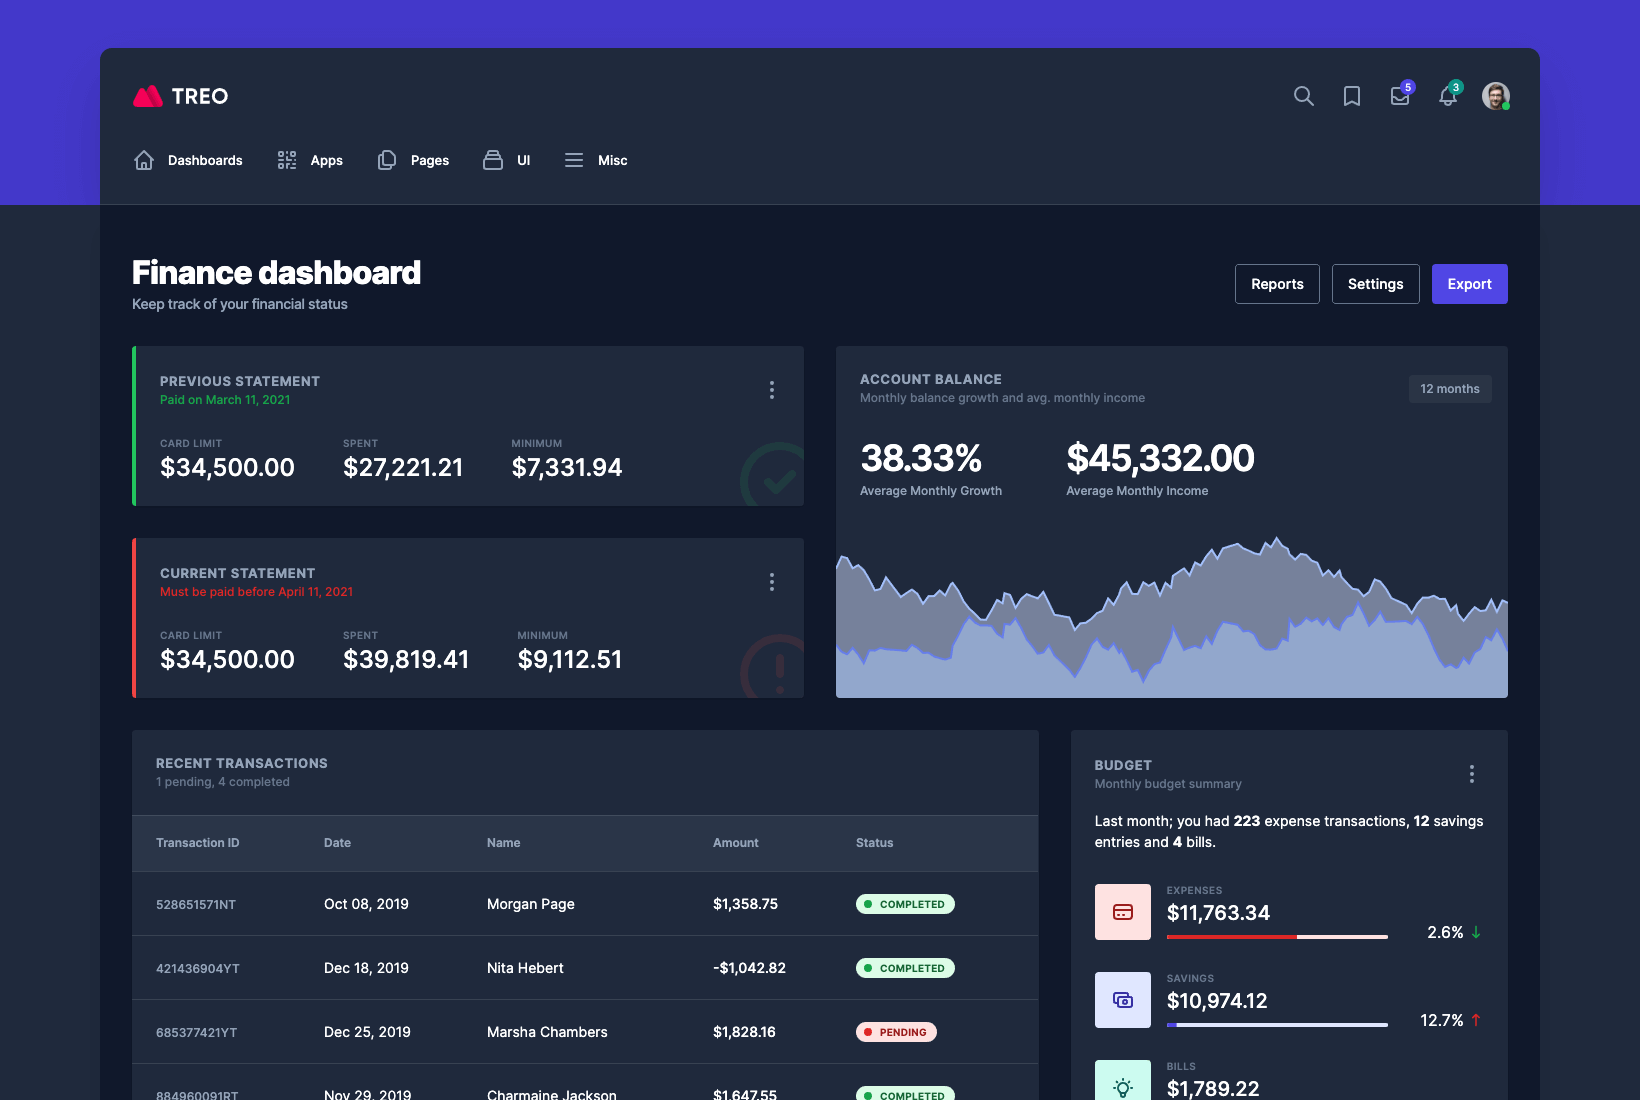 TREO
5
3
Dashboards
Apps
Pages
UI
Misc
Finance dashboard
Keep track of your financial status
Reports
Settings
Export
PREVIOUS STATEMENT
Paid on March 11, 2021
CARD LIMIT
SPENT
MINIMUM
$34,500.00
$27,221.21
$7,331.94
CURRENT STATEMENT
Must be paid before April 11, 2021
CARD LIMIT
SPENT
MINIMUM
$34,500.00
$39,819.41
$9,112.51
ACCOUNT BALANCE
Monthly balance growth and avg. monthly income
12 months
38.33%
$45,332.00
Average Monthly Growth
Average Monthly Income
RECENT TRANSACTIONS
1 pending, 4 completed
Transaction ID
Date
Name
Amount
Status
528651571NT
Oct 08, 2019
Morgan Page
$1,358.75
COMPLETED
421436904YT
Dec 18, 2019
Nita Hebert
-$1,042.82
COMPLETED
685377421YT
Dec 25, 2019
Marsha Chambers
$1,828.16
PENDING
884960091RT
Nov 29, 2019
Charmaine Jackson
$1,647.55
COMPLETED
BUDGET
Monthly budget summary
Last month; you had 223 expense transactions, 12 savings
entries and 4 bills.
EXPENSES
$11,763.34
2.6%
SAVINGS
$10,974.12
12.7%
BILLS
$1,789.22